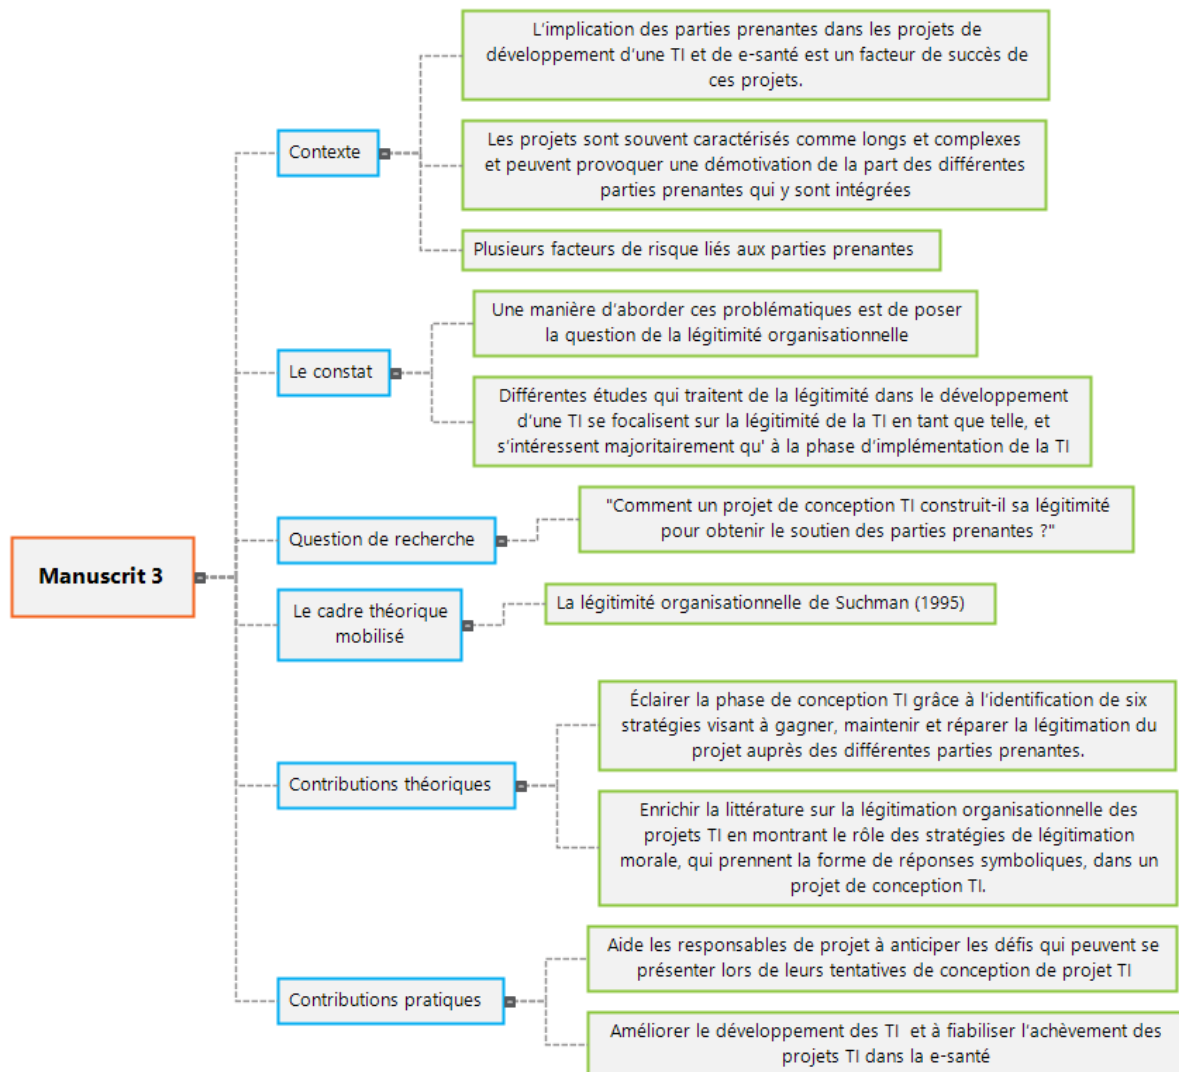 L'implication des parties prenantes dans les projets de
développement d'une TI et de e-santé est un facteur de succès de
ces projets.
Contexte
Les projets sont souvent caractérisés comme longs et complexes
et peuvent provoquer une démotivation de la part des différentes
parties prenantes qui y sont intégrées
Plusieurs facteurs de risque liés aux parties prenantes
Une manière d'aborder ces problématiques est de poser
la question de la légitimité organisationnelle
Le constat
Différentes études qui traitent de la légitimité dans le développement
d'une TI se focalisent sur la légitimité de la TI en tant que telle, et
s'intéressent majoritairement qu' à la phase d'implémentation de la TI
Question de recherche
"Comment un projet de conception TI construit-il sa légitimité
pour obtenir le soutien des parties prenantes ?"
Manuscrit 3
Le cadre théorique
mobilisé
La légitimité organisationnelle de Suchman (1995)
Éclairer la phase de conception TI grâce à l'identification de six
stratégies visant à gagner, maintenir et réparer la légitimation du
projet auprès des différentes parties prenantes.
Contributions théoriques
Enrichir la littérature sur la légitimation organisationnelle des
projets TI en montrant le rôle des stratégies de légitimation
morale, qui prennent la forme de réponses symboliques, dans un
projet de conception TI.
Aide les responsables de projet à anticiper les défis qui peuvent se
présenter lors de leurs tentatives de conception de projet TI
Contributions pratiques
Améliorer le développement des TI et à fiabiliser l'achèvement des
projets TI dans la e-santé